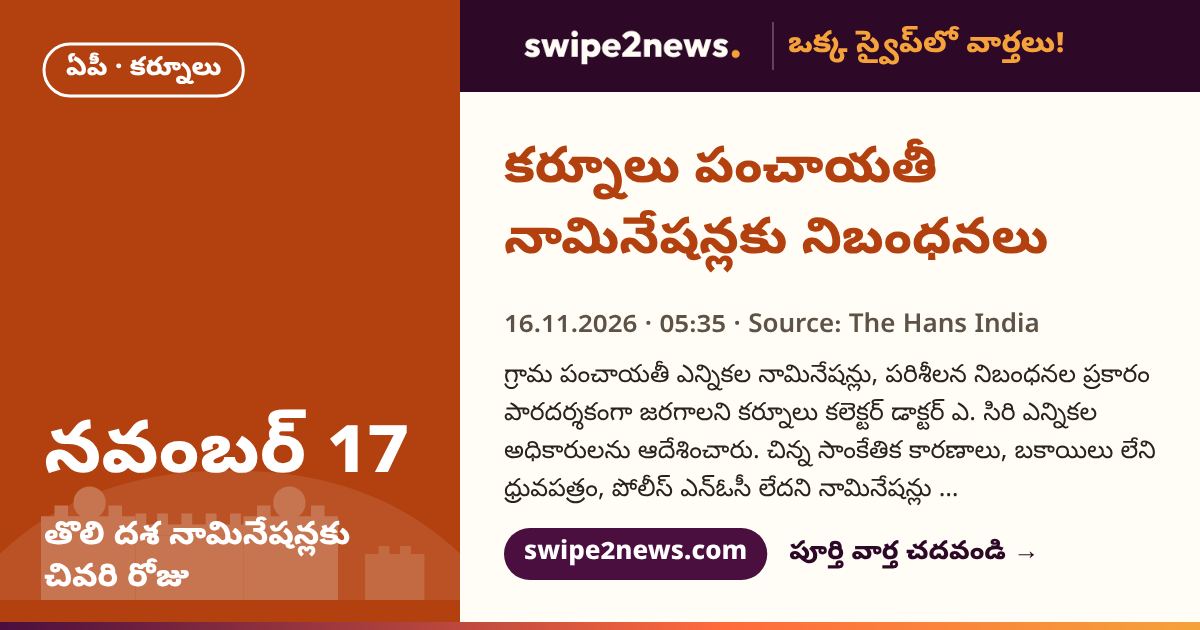 ఏపీ · కర్నూలు
నవంబర్ 17
తొలి దశ నామినేషన్లకు
చివరి రోజు
swipe2news.
ఒక్క స్వైప్‌లో వార్తలు!
కర్నూలు పంచాయతీ
నామినేషన్లకు నిబంధనలు
16.11.2026 · 05:35 · Source: The Hans India
గ్రామ పంచాయతీ ఎన్నికల నామినేషన్లు, పరిశీలన నిబంధనల ప్రకారం
పారదర్శకంగా జరగాలని కర్నూలు కలెక్టర్ డాక్టర్ ఎ. సిరి ఎన్నికల
అధికారులను ఆదేశించారు. చిన్న సాంకేతిక కారణాలు, బకాయిలు లేని
ధ్రువపత్రం, పోలీస్ ఎన్ఓసీ లేదని నామినేషన్లు ...
swipe2news.com
పూర్తి వార్త చదవండి →